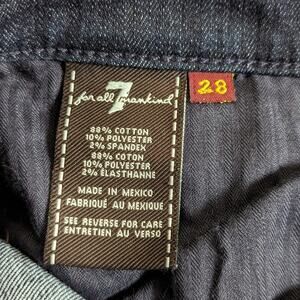 7
for all mankind
28
88% COTTON
10% POLYESTER
2% SPANDEX
88% COTON
10% POLYESTER
2% ÉLASTHANNE
MADE IN MEXICO
FABRIQUÉ AU MEXIQUE
SEE REVERSE FOR CARE
ENTRETIEN AU VERSO